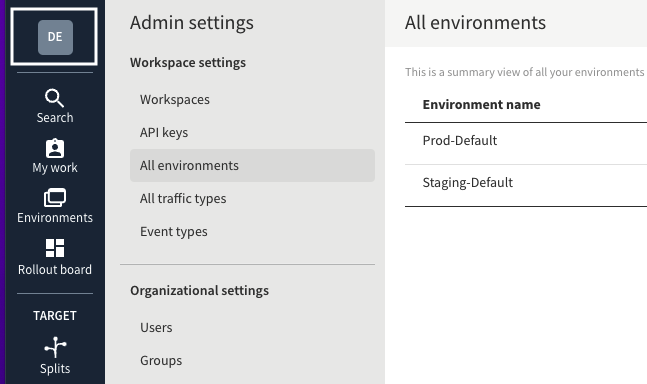 DE
Search
My work
Environments
Rollout board
TARGET
Splits
Admin settings
Workspace settings
Workspaces
API keys
All environments
All traffic types
Event types
Organizational settings
Users
Groups
All environments
This is a summary view of all your environments
Environment name
Prod-Default
Staging-Default